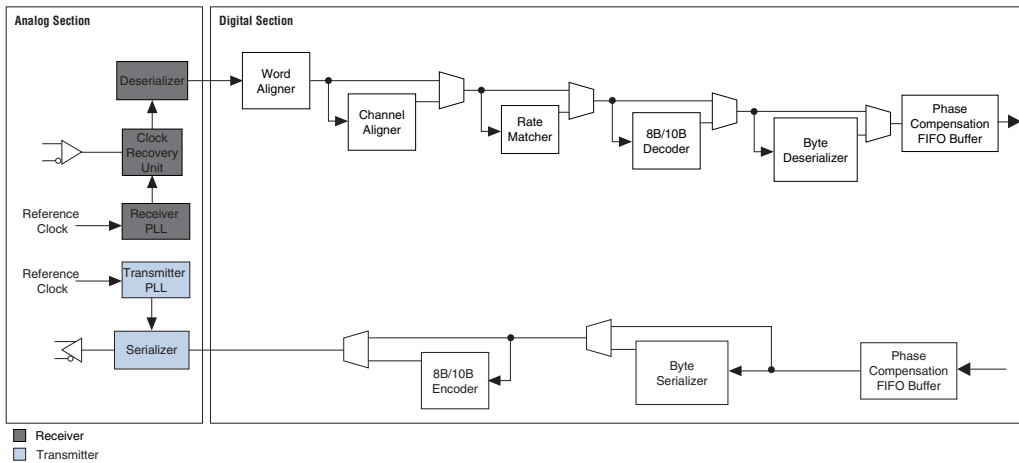 Analog Section
Digital Section
Deserializer
Word
Aligner
Channel
Aligner
Rate
Matcher
8B/10B
Decoder
Byte
Deserializer
Phase
Compensation
FIFO Buffer
Clock
Recovery
Unit
Reference
Clock
Receiver
PLL
Reference
Clock
Transmitter
PLL
Serializer
8B/10B
Encoder
Byte
Serializer
Phase
Compensation
FIFO Buffer
Receiver
Transmitter